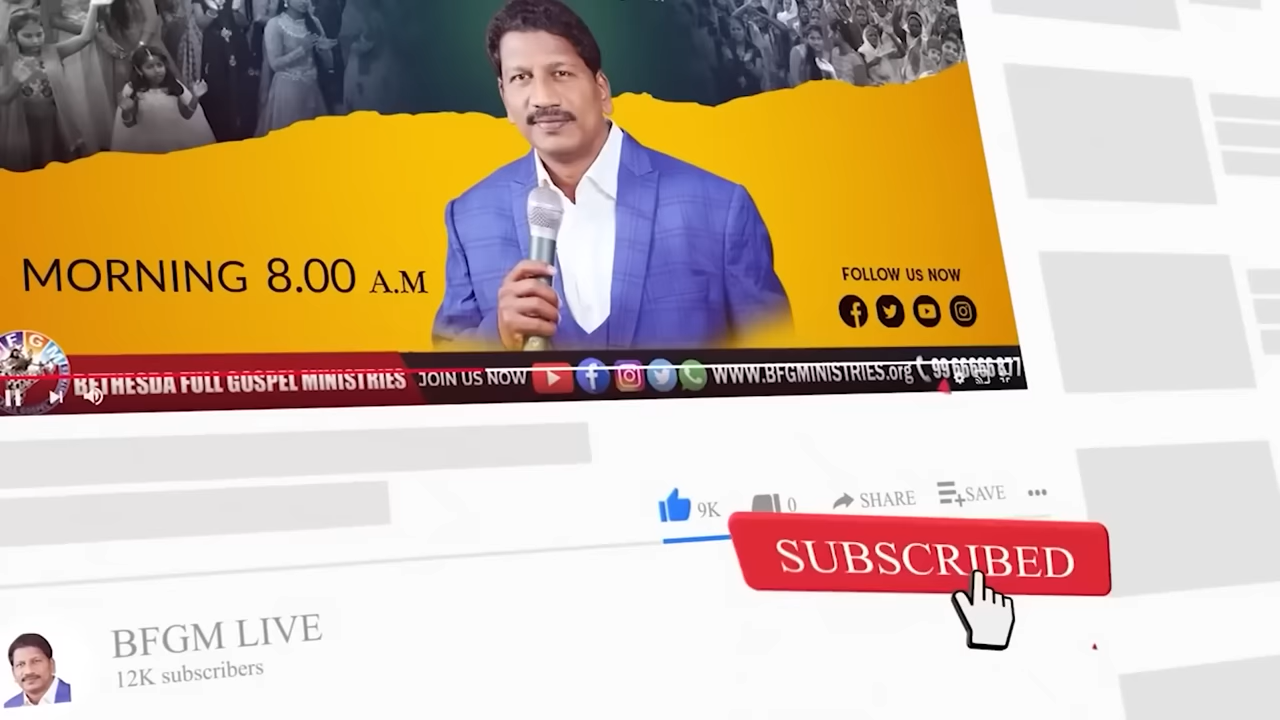 MORNING 8.00 A.M
FOLLOW US NOW
BETHESDA FULL GOSPEL MINISTRIES JOIN US NOW WWW.BFGMINISTRIES.org
9K 0 SHARE SAVE
SUBSCRIBED
BFGM LIVE
12K subscribers